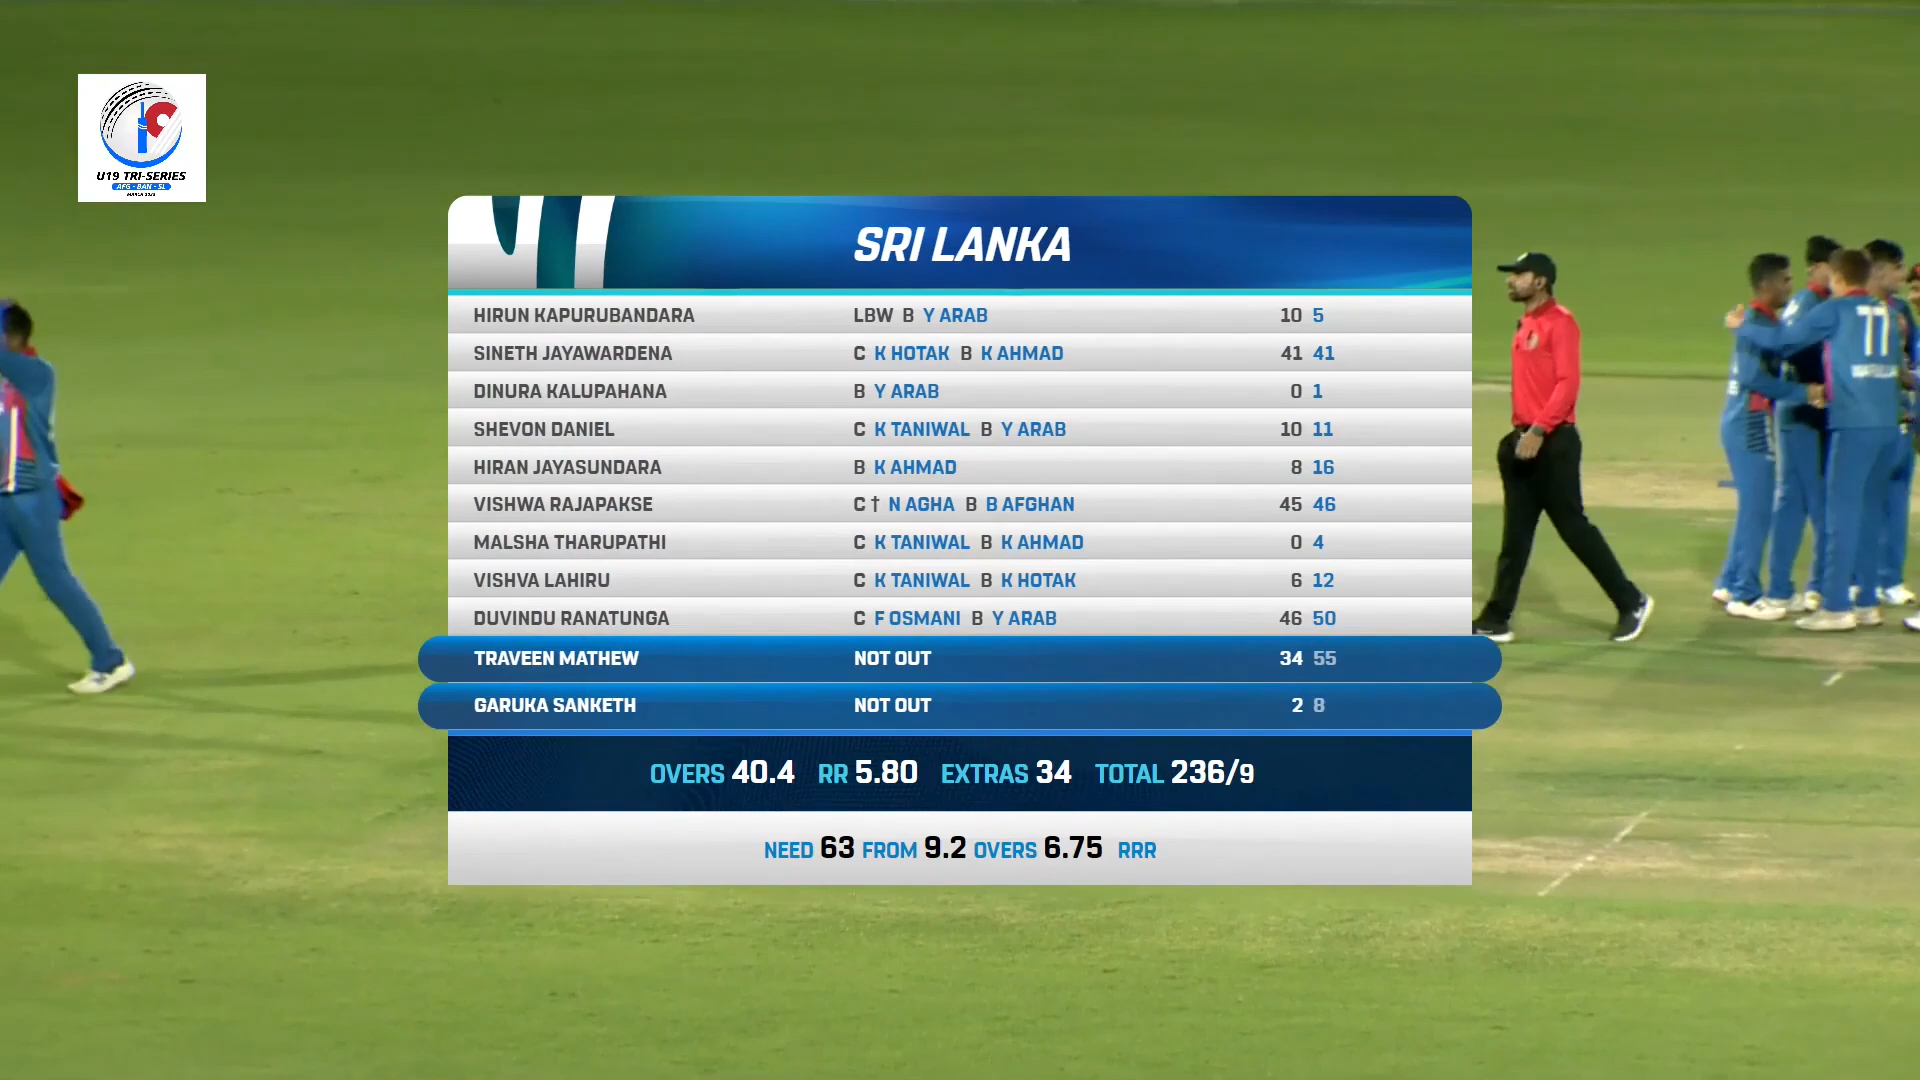 U19 TRI-SERIES
AFG - BAN - SL
SRI LANKA
HIRUN KAPURUBANDARA LBW B Y ARAB 10 5
SINETH JAYAWARDENA C K HOTAK B K AHMAD 41 41
DINURA KALUPAHANA B Y ARAB 0 1
SHEVON DANIEL C K TANIWAL B Y ARAB 10 11
HIRAN JAYASUNDARA B K AHMAD 8 16
VISHWA RAJAPAKSE C † N AGHA B B AFGHAN 45 46
MALSHA THARUPATHI C K TANIWAL B K AHMAD 0 4
VISHVA LAHIRU C K TANIWAL B K HOTAK 6 12
DUVINDU RANATUNGA C F OSMANI B Y ARAB 46 50
TRAVEEN MATHEW NOT OUT 34 55
GARUKA SANKETH NOT OUT 2 8
OVERS 40.4 RR 5.80 EXTRAS 34 TOTAL 236/9
NEED 63 FROM 9.2 OVERS 6.75 RRR
77